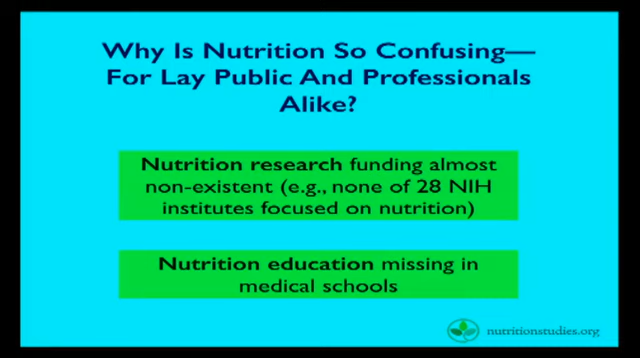 Why Is Nutrition So Confusing—
For Lay Public And Professionals
Alike?
Nutrition research funding almost
non-existent (e.g., none of 28 NIH
institutes focused on nutrition)
Nutrition education missing in
medical schools
nutritionstudies.org